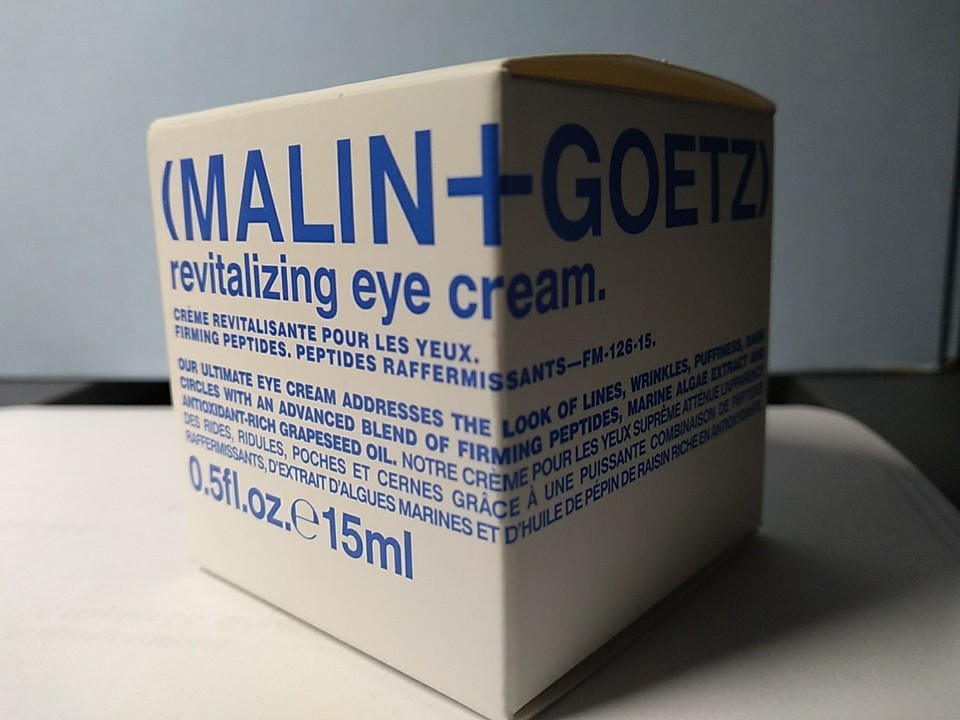 (MALIN+GOETZ)
revitalizing eye cream.
CRÈME REVITALISANTE POUR LES YEUX.
FIRMING PEPTIDES. PEPTIDES RAFFERMISSANTS—FM-126-15.
OUR ULTIMATE EYE CREAM ADDRESSES THE LOOK OF LINES, WRINKLES, PUFFINESS, DARK
CIRCLES WITH AN ADVANCED BLEND OF FIRMING PEPTIDES, MARINE ALGAE EXTRACT AND
ANTIOXIDANT-RICH GRAPESEED OIL. NOTRE CRÈME POUR LES YEUX SUPRÊME ATTÉNUE L'APPARENCE
DES RIDES, RIDULES, POCHES ET CERNES GRÂCE À UNE PUISSANTE COMBINAISON DE PEPTIDES
RAFFERMISSANTS, D'EXTRAIT D'ALGUES MARINES ET D'HUILE DE PÉPIN DE RAISIN RICHE EN ANTIOXYDANTS.
0.5fl.oz.℮15ml